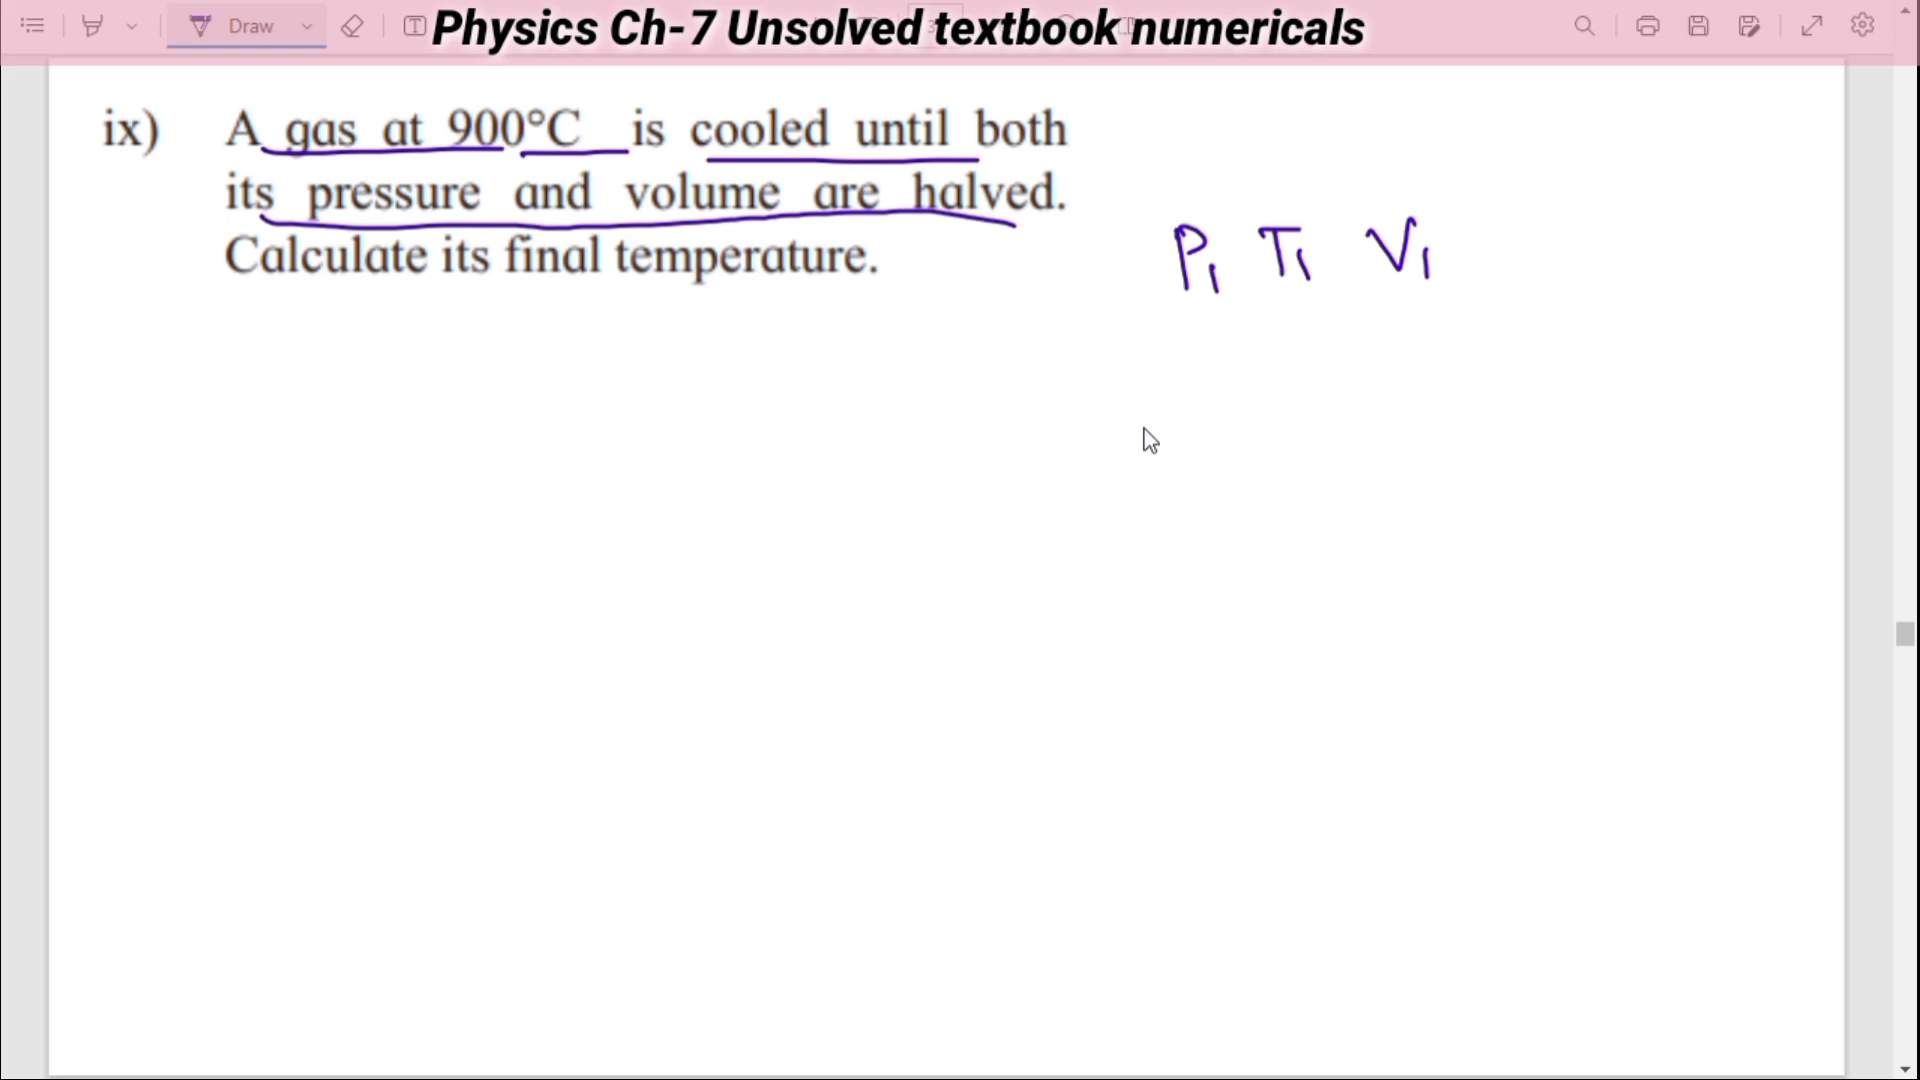 Draw
Physics Ch-7 Unsolved textbook numericals
ix) A gas at 900°C is cooled until both
its pressure and volume are halved.
Calculate its final temperature.
P₁ T₁ V₁